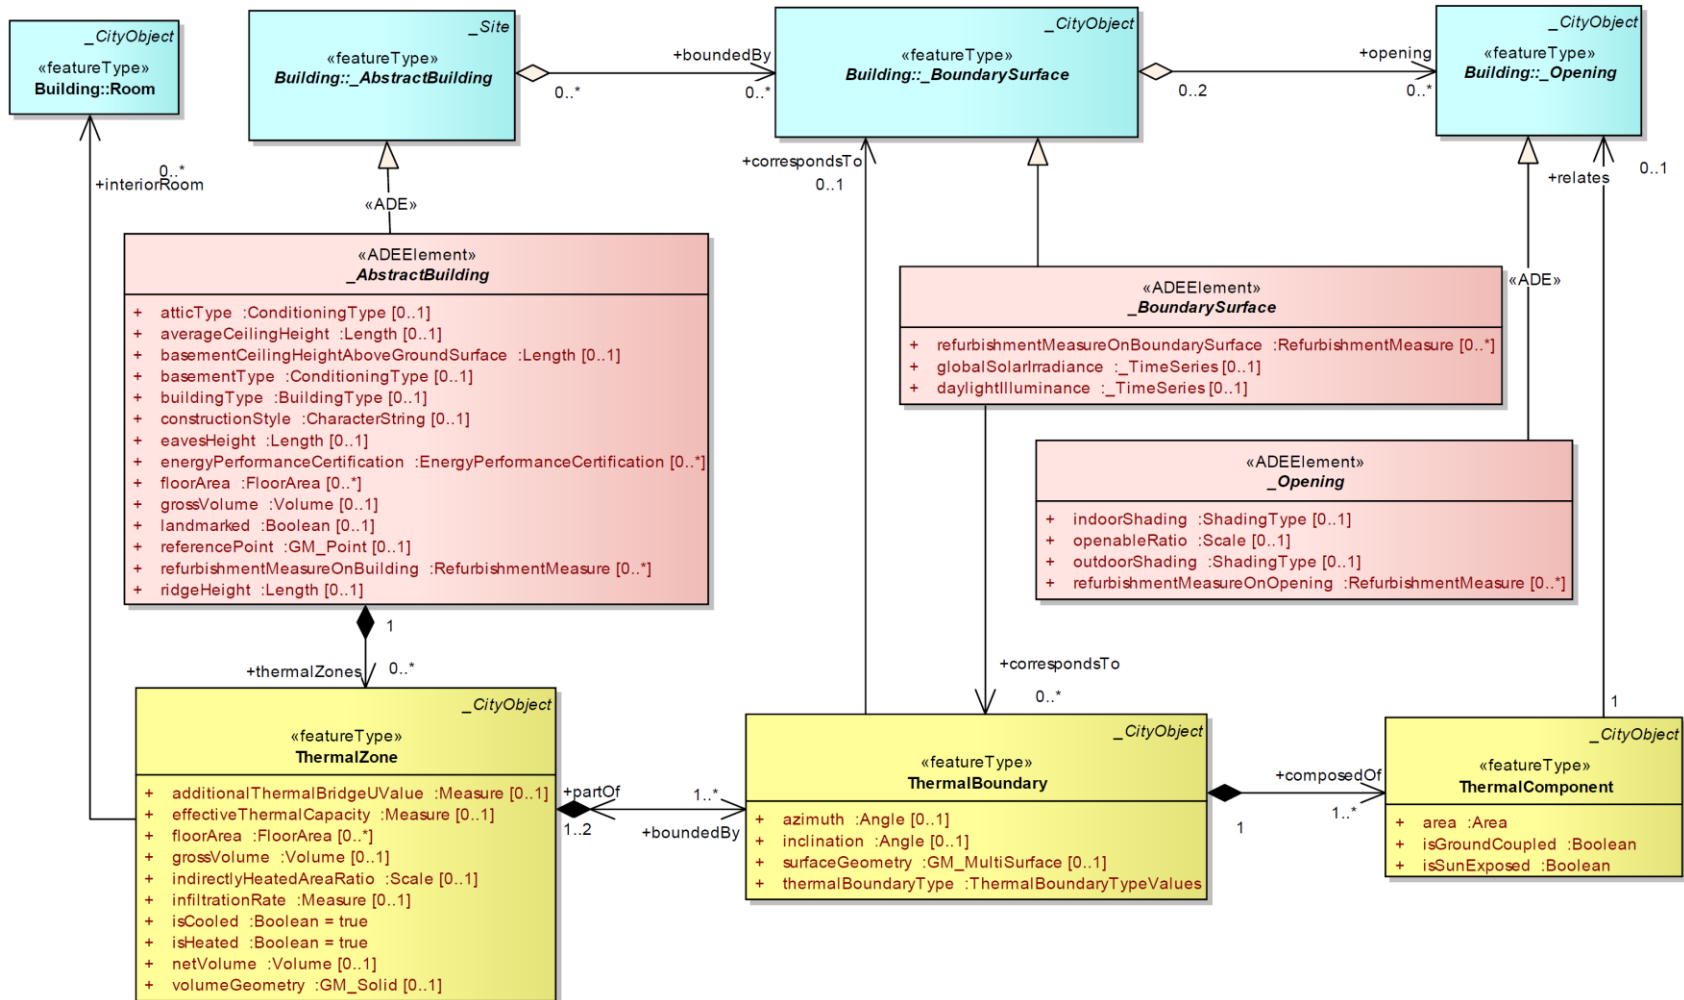 _CityObject
«featureType»
Building::Room
_Site
«featureType»
Building::_AbstractBuilding
+boundedBy
0..*
0..*
_CityObject
«featureType»
Building::_BoundarySurface
+opening
0..2
0..*
_CityObject
«featureType»
Building::_Opening
0..*
+interiorRoom
«ADE»
+correspondsTo
0..1
+relates
0..1
«ADE»
«ADEElement»
_AbstractBuilding
+ atticType :ConditioningType [0..1]
+ averageCeilingHeight :Length [0..1]
+ basementCeilingHeightAboveGroundSurface :Length [0..1]
+ basementType :ConditioningType [0..1]
+ buildingType :BuildingType [0..1]
+ constructionStyle :CharacterString [0..1]
+ eavesHeight :Length [0..1]
+ energyPerformanceCertification :EnergyPerformanceCertification [0..*]
+ floorArea :FloorArea [0..*]
+ grossVolume :Volume [0..1]
+ landmarked :Boolean [0..1]
+ referencePoint :GM_Point [0..1]
+ refurbishmentMeasureOnBuilding :RefurbishmentMeasure [0..*]
+ ridgeHeight :Length [0..1]
«ADEElement»
_BoundarySurface
+ refurbishmentMeasureOnBoundarySurface :RefurbishmentMeasure [0..*]
+ globalSolarIrradiance :_TimeSeries [0..1]
+ daylightIlluminance :_TimeSeries [0..1]
«ADEElement»
_Opening
+ indoorShading :ShadingType [0..1]
+ openableRatio :Scale [0..1]
+ outdoorShading :ShadingType [0..1]
+ refurbishmentMeasureOnOpening :RefurbishmentMeasure [0..*]
1
+thermalZones
0..*
+correspondsTo
0..*
1
_CityObject
«featureType»
ThermalZone
+ additionalThermalBridgeUValue :Measure [0..1]
+ effectiveThermalCapacity :Measure [0..1]
+ floorArea :FloorArea [0..*]
+ grossVolume :Volume [0..1]
+ indirectlyHeatedAreaRatio :Scale [0..1]
+ infiltrationRate :Measure [0..1]
+ isCooled :Boolean = true
+ isHeated :Boolean = true
+ netVolume :Volume [0..1]
+ volumeGeometry :GM_Solid [0..1]
+partOf
1..2
1..*
+boundedBy
_CityObject
«featureType»
ThermalBoundary
+ azimuth :Angle [0..1]
+ inclination :Angle [0..1]
+ surfaceGeometry :GM_MultiSurface [0..1]
+ thermalBoundaryType :ThermalBoundaryTypeValues
+composedOf
1
1..*
_CityObject
«featureType»
ThermalComponent
+ area :Area
+ isGroundCoupled :Boolean
+ isSunExposed :Boolean